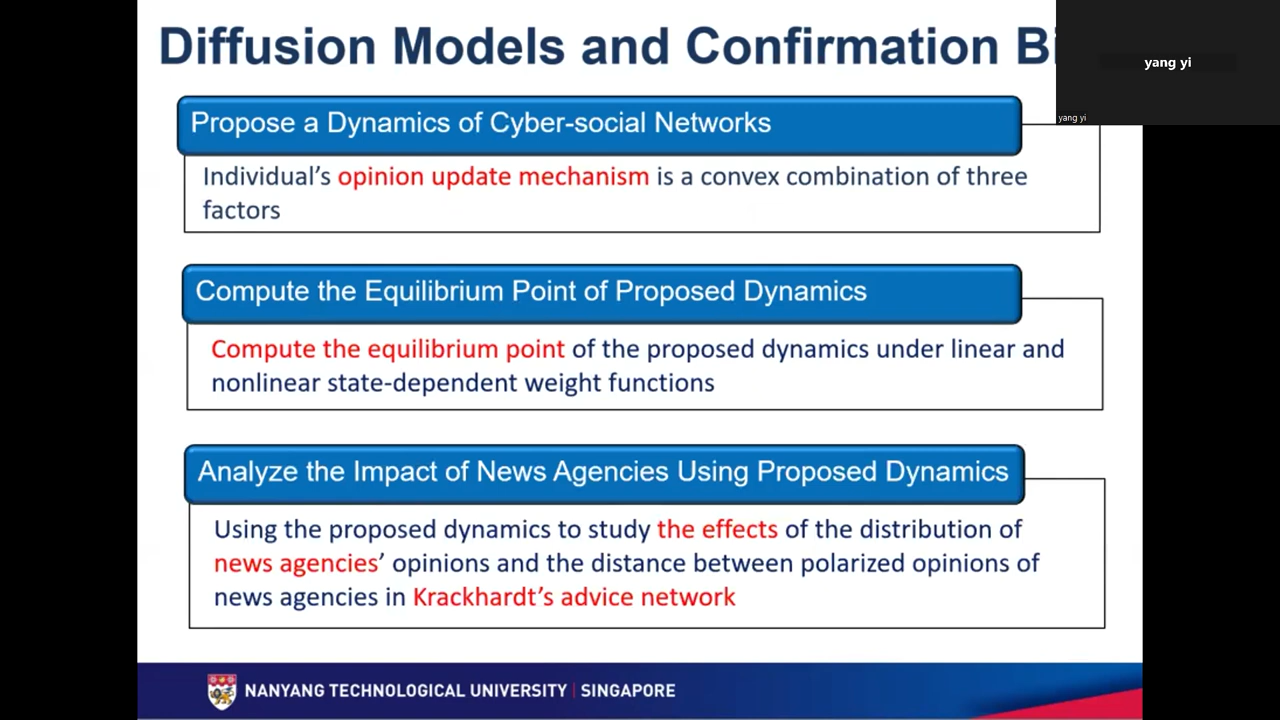 Diffusion Models and Confirmation Bi
yang yi
yang yi
Propose a Dynamics of Cyber-social Networks
Individual's opinion update mechanism is a convex combination of three
factors
Compute the Equilibrium Point of Proposed Dynamics
Compute the equilibrium point of the proposed dynamics under linear and
nonlinear state-dependent weight functions
Analyze the Impact of News Agencies Using Proposed Dynamics
Using the proposed dynamics to study the effects of the distribution of
news agencies' opinions and the distance between polarized opinions of
news agencies in Krackhardt's advice network
NANYANG TECHNOLOGICAL UNIVERSITY | SINGAPORE